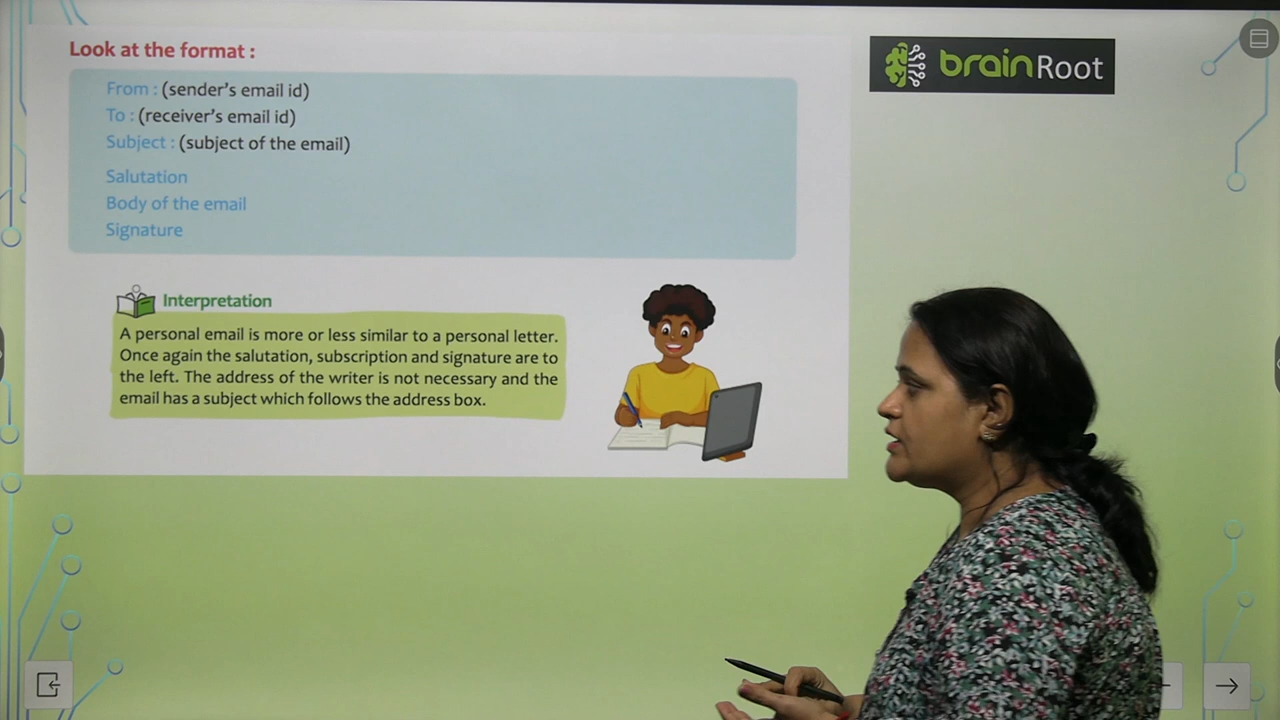 Look at the format :
brainRoot
From : (sender's email id)
To : (receiver's email id)
Subject : (subject of the email)
Salutation
Body of the email
Signature
Interpretation
A personal email is more or less similar to a personal letter.
Once again the salutation, subscription and signature are to
the left. The address of the writer is not necessary and the
email has a subject which follows the address box.